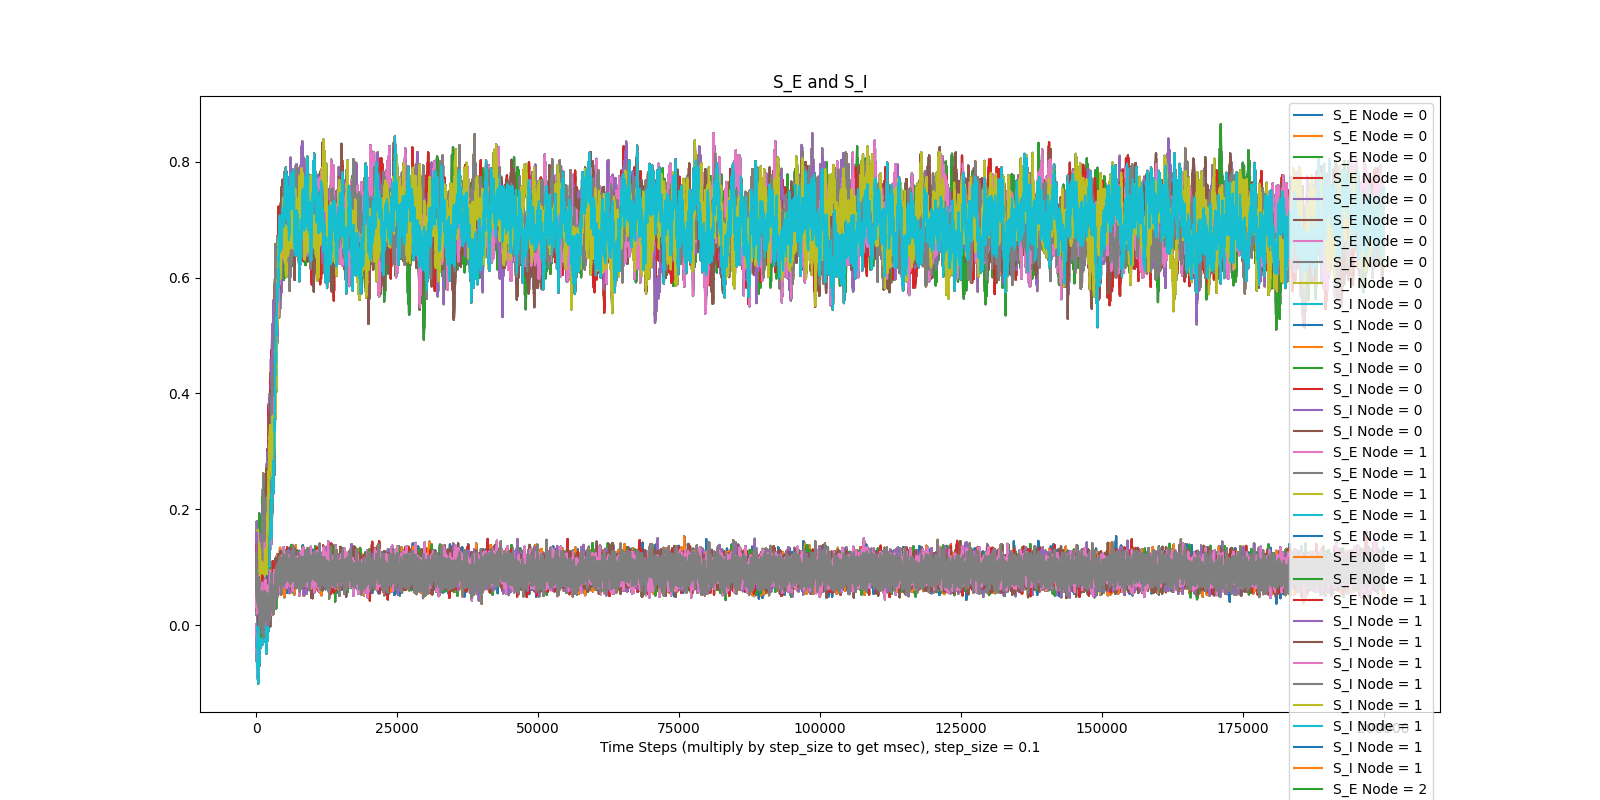 S_E and S_I
0.8
0.6
0.4
0.2
0.0
0
25000
50000
75000
100000
125000
150000
175000
Time Steps (multiply by step_size to get msec), step_size = 0.1
S_E Node = 0
S_E Node = 0
S_E Node = 0
S_E Node = 0
S_E Node = 0
S_E Node = 0
S_E Node = 0
S_E Node = 0
S_I Node = 0
S_I Node = 0
S_I Node = 0
S_I Node = 0
S_I Node = 0
S_I Node = 0
S_I Node = 0
S_I Node = 0
S_E Node = 1
S_E Node = 1
S_E Node = 1
S_E Node = 1
S_E Node = 1
S_E Node = 1
S_E Node = 1
S_E Node = 1
S_I Node = 1
S_I Node = 1
S_I Node = 1
S_I Node = 1
S_I Node = 1
S_I Node = 1
S_I Node = 1
S_I Node = 1
S_E Node = 2